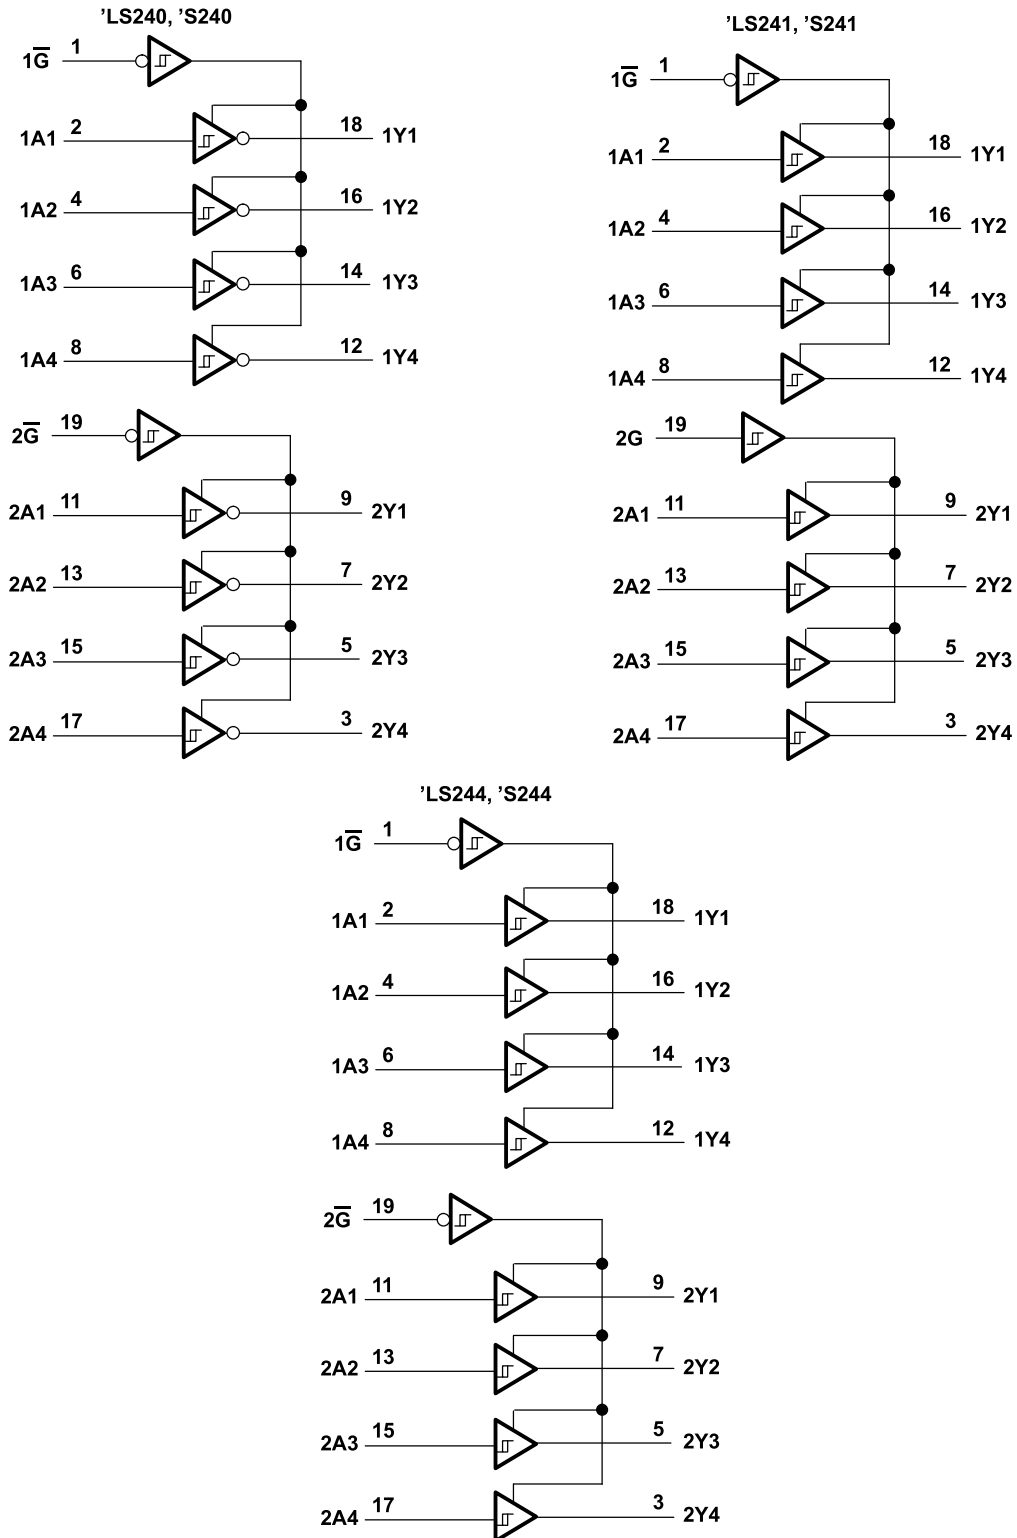 ’LS240, ’S240
1G̅ 1
1A1 2 18 1Y1
1A2 4 16 1Y2
1A3 6 14 1Y3
1A4 8 12 1Y4
2G̅ 19
2A1 11 9 2Y1
2A2 13 7 2Y2
2A3 15 5 2Y3
2A4 17 3 2Y4
’LS241, ’S241
1G̅ 1
1A1 2 18 1Y1
1A2 4 16 1Y2
1A3 6 14 1Y3
1A4 8 12 1Y4
2G 19
2A1 11 9 2Y1
2A2 13 7 2Y2
2A3 15 5 2Y3
2A4 17 3 2Y4
’LS244, ’S244
1G̅ 1
1A1 2 18 1Y1
1A2 4 16 1Y2
1A3 6 14 1Y3
1A4 8 12 1Y4
2G̅ 19
2A1 11 9 2Y1
2A2 13 7 2Y2
2A3 15 5 2Y3
2A4 17 3 2Y4